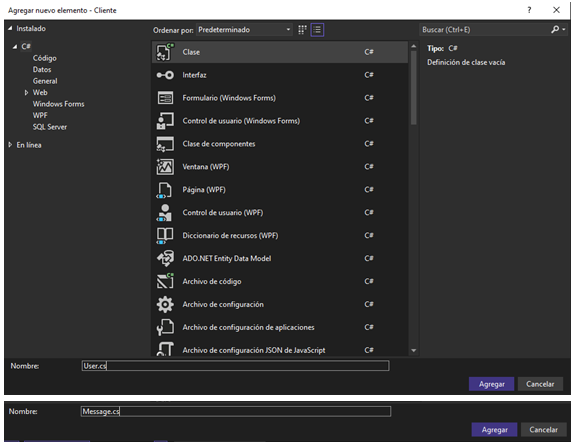 Agregar nuevo elemento - Cliente
Instalado
Ordenar por: Predeterminado
Buscar (Ctrl+E)
C#
Código
Datos
General
Web
Windows Forms
WPF
SQL Server
En línea
Clase C#
Interfaz C#
Formulario (Windows Forms) C#
Control de usuario (Windows Forms) C#
Clase de componentes C#
Ventana (WPF) C#
Página (WPF) C#
Control de usuario (WPF) C#
Diccionario de recursos (WPF) C#
ADO.NET Entity Data Model C#
Archivo de código C#
Archivo de configuración C#
Archivo de configuración de aplicaciones C#
Archivo de configuración JSON de JavaScript C#
Tipo: C#
Definición de clase vacía
Nombre: User.cs
Agregar Cancelar
Nombre: Message.cs
Agregar Cancelar